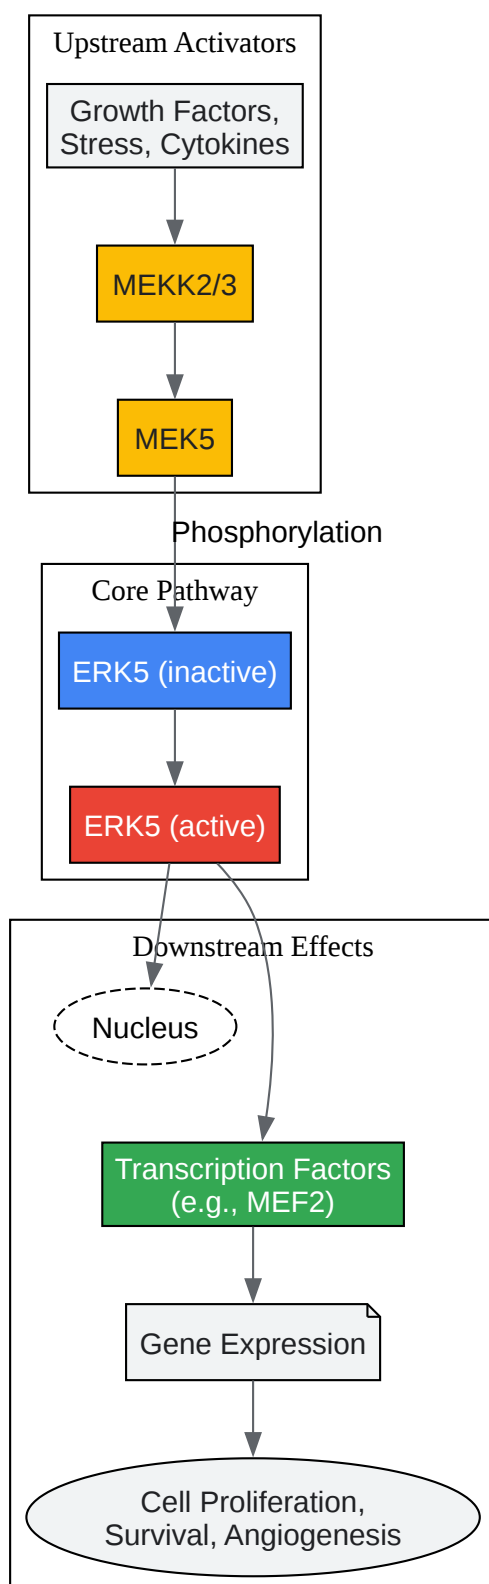 Upstream Activators
Growth Factors,
Stress, Cytokines
MEKK2/3
MEK5
Phosphorylation
Core Pathway
ERK5 (inactive)
ERK5 (active)
Downstream Effects
Nucleus
Transcription Factors
(e.g., MEF2)
Gene Expression
Cell Proliferation,
Survival, Angiogenesis